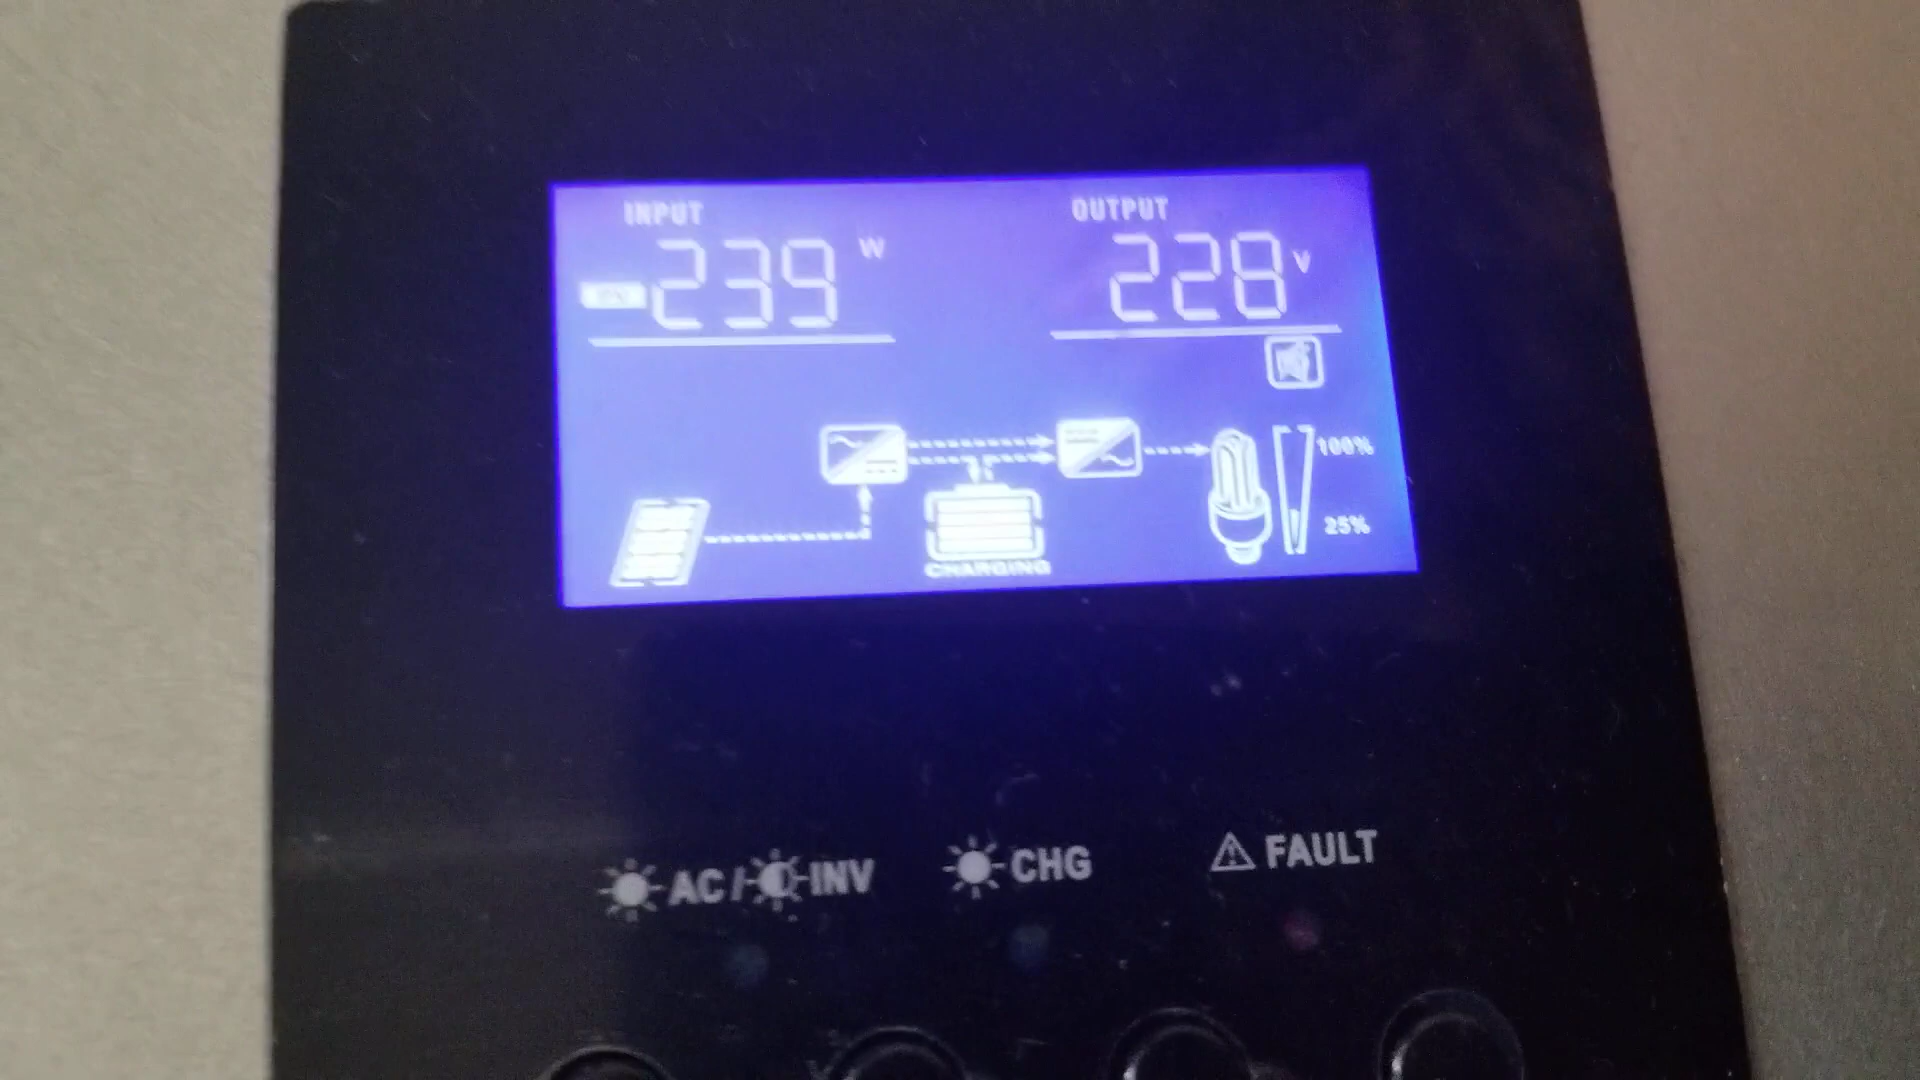 INPUT OUTPUT
239 W 228 V
100%
25%
CHARGING
AC / INV CHG FAULT